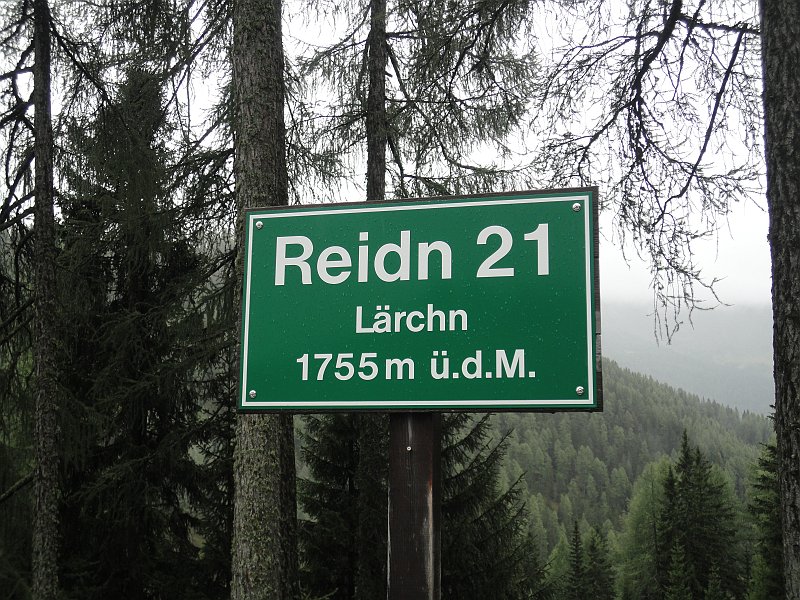 Reidn 21
Lärchn
1755 m ü.d.M.